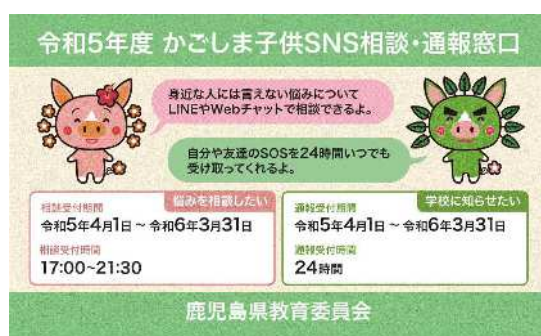 令和5年度 かごしま子供SNS相談・通報窓口
身近な人には言えない悩みについて
LINEやWebチャットで相談できるよ。
自分や友達のSOSを24時間いつでも
受け取ってくれるよ。
悩みを相談したい
相談受付期間
令和5年4月1日～令和6年3月31日
相談受付時間
17:00~21:30
学校に知らせたい
通報受付期間
令和5年4月1日～令和6年3月31日
通報受付時間
24時間
鹿児島県教育委員会